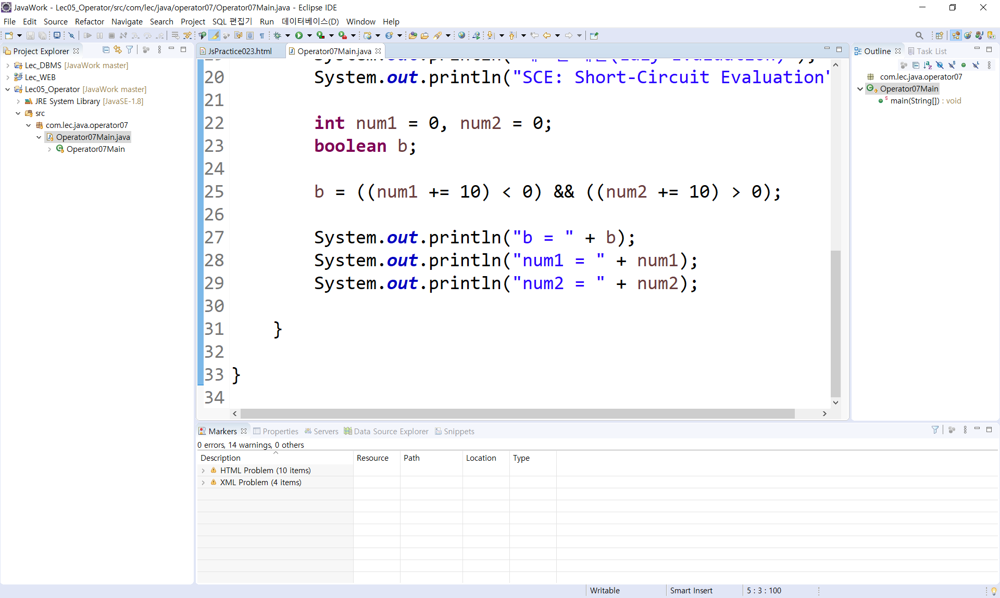 JavaWork - Lec05_Operator/src/com/lec/java/operator07/Operator07Main.java - Eclipse IDE
File Edit Source Refactor Navigate Search Project SQL 편집기 Run 데이터베이스(D) Window Help
Project Explorer
Lec_DBMS [JavaWork master]
Lec_WEB
Lec05_Operator [JavaWork master]
JRE System Library [JavaSE-1.8]
src
com.lec.java.operator07
Operator07Main.java
Operator07Main
JsPractice023.html Operator07Main.java
20 System.out.println("SCE: Short-Circuit Evaluation"
21
22 int num1 = 0, num2 = 0;
23 boolean b;
24
25 b = ((num1 += 10) < 0) && ((num2 += 10) > 0);
26
27 System.out.println("b = " + b);
28 System.out.println("num1 = " + num1);
29 System.out.println("num2 = " + num2);
30
31 }
32
33 }
34
Outline Task List
com.lec.java.operator07
Operator07Main
main(String[]) : void
Markers Properties Servers Data Source Explorer Snippets
0 errors, 14 warnings, 0 others
Description Resource Path Location Type
HTML Problem (10 items)
XML Problem (4 items)
Writable Smart Insert 5 : 3 : 100